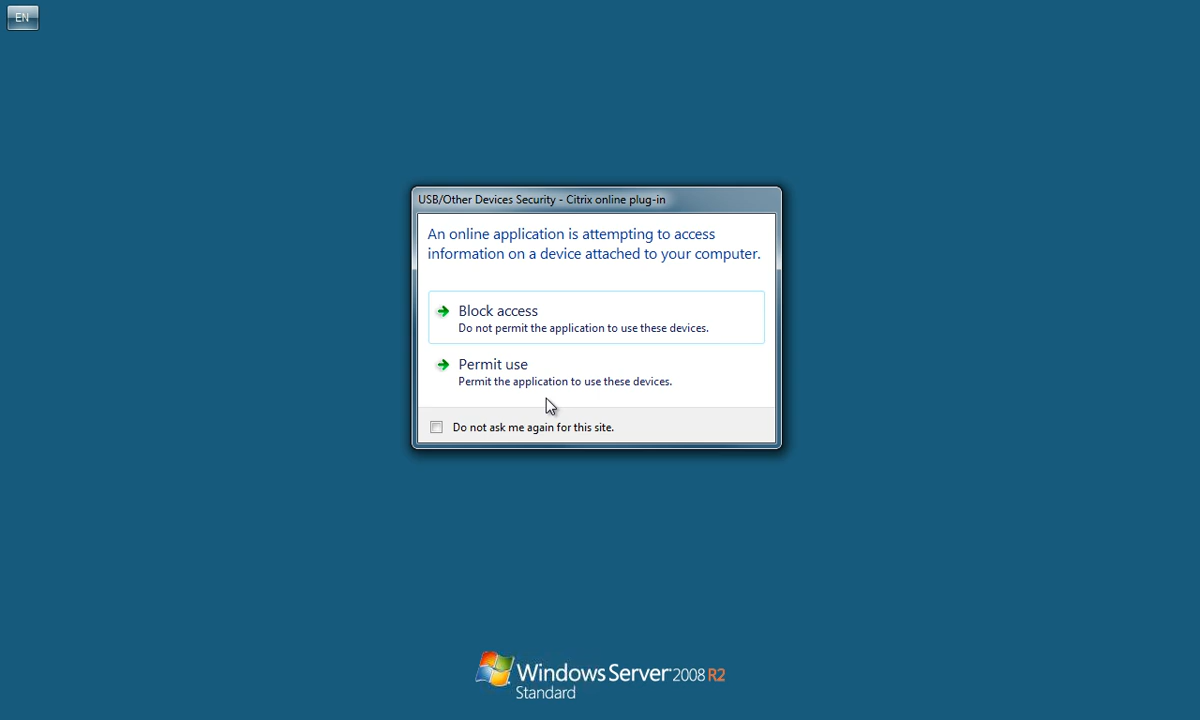 EN
USB/Other Devices Security - Citrix online plug-in
An online application is attempting to access
information on a device attached to your computer.
Block access
Do not permit the application to use these devices.
Permit use
Permit the application to use these devices.
Do not ask me again for this site.
Windows Server 2008 R2
Standard